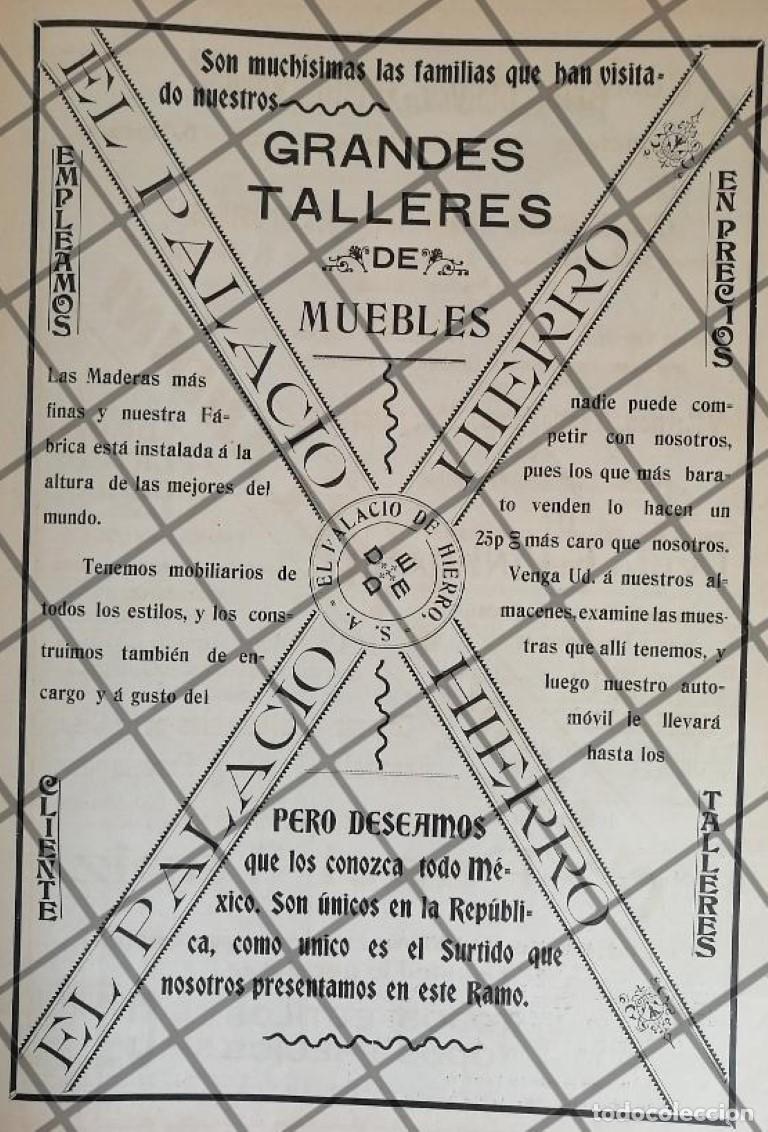 Son muchísimas las familias que han visita-
do nuestros
GRANDES
TALLERES
DE
MUEBLES
EL PALACIO
DE
HIERRO
EL PALACIO
DE
HIERRO
EL PALACIO DE HIERRO, S. A.
EMPLEAMOS
Las Maderas más
finas y nuestra Fá-
brica está instalada á la
altura de las mejores del
mundo.
Tenemos mobiliarios de
todos los estilos, y los cons-
truimos también de en-
cargo y á gusto del
CLIENTE
EN PRECIOS
nadie puede com-
petir con nosotros,
pues los que más bara-
to venden lo hacen un
25p% más caro que nosotros.
Venga Ud. á nuestros al-
macenes, examine las mues-
tras que allí tenemos, y
luego nuestro auto-
móvil le llevará
hasta los
TALLERES
PERO DESEAMOS
que los conozca todo Mé-
xico. Son únicos en la Repúbli-
ca, como unico es el Surtido que
nosotros presentamos en este Ramo.
todocoleccion